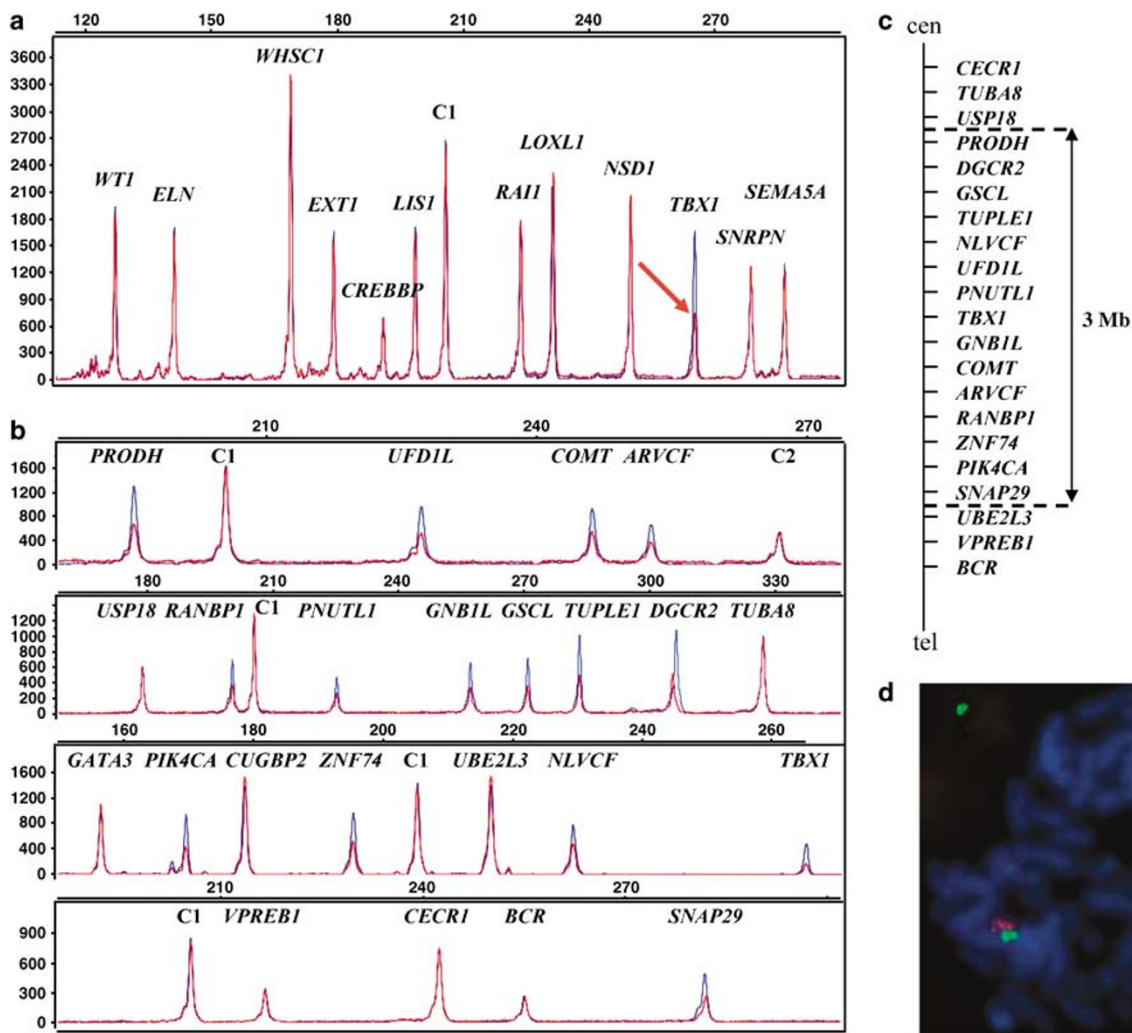 a
120 150 180 210 240 270
3600
3300
3000
2700
2400
2100
1800
1500
1200
900
600
300
0
WHSC1
C1
LOXL1
WT1
ELN
EXT1
LIS1
RAI1
NSD1
TBX1
SEMA5A
CREBBP
SNRPN
b
210 240 270
PRODH C1 UFD1L COMT ARVCF C2
1600
1200
800
400
0
180 210 240 270 300 330
USP18 RANBP1 C1 PNUTL1 GNB1L GSCL TUPLE1 DGCR2 TUBA8
1200
1000
800
600
400
200
0
160 180 200 220 240 260
GATA3 PIK4CA CUGBP2 ZNF74 C1 UBE2L3 NLVCF TBX1
1600
1200
800
400
0
210 240 270
C1 VPREB1 CECR1 BCR SNAP29
900
600
300
0
c
cen
CECR1
TUBA8
USP18
PRODH
DGCR2
GSCL
TUPLE1
NLVCF
UFD1L
PNUTL1
TBX1
GNB1L
COMT
ARVCF
RANBP1
ZNF74
PIK4CA
SNAP29
UBE2L3
VPREB1
BCR
tel
3 Mb
d